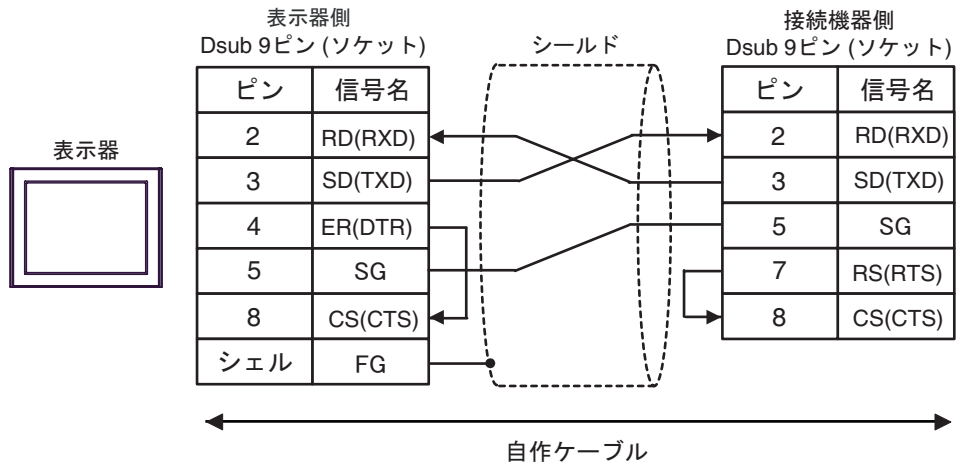 表示器側
Dsub 9ピン (ソケット)
シールド
接続機器側
Dsub 9ピン (ソケット)
表示器
ピン 信号名
2 RD(RXD)
3 SD(TXD)
4 ER(DTR)
5 SG
8 CS(CTS)
シェル FG
ピン 信号名
2 RD(RXD)
3 SD(TXD)
5 SG
7 RS(RTS)
8 CS(CTS)
自作ケーブル